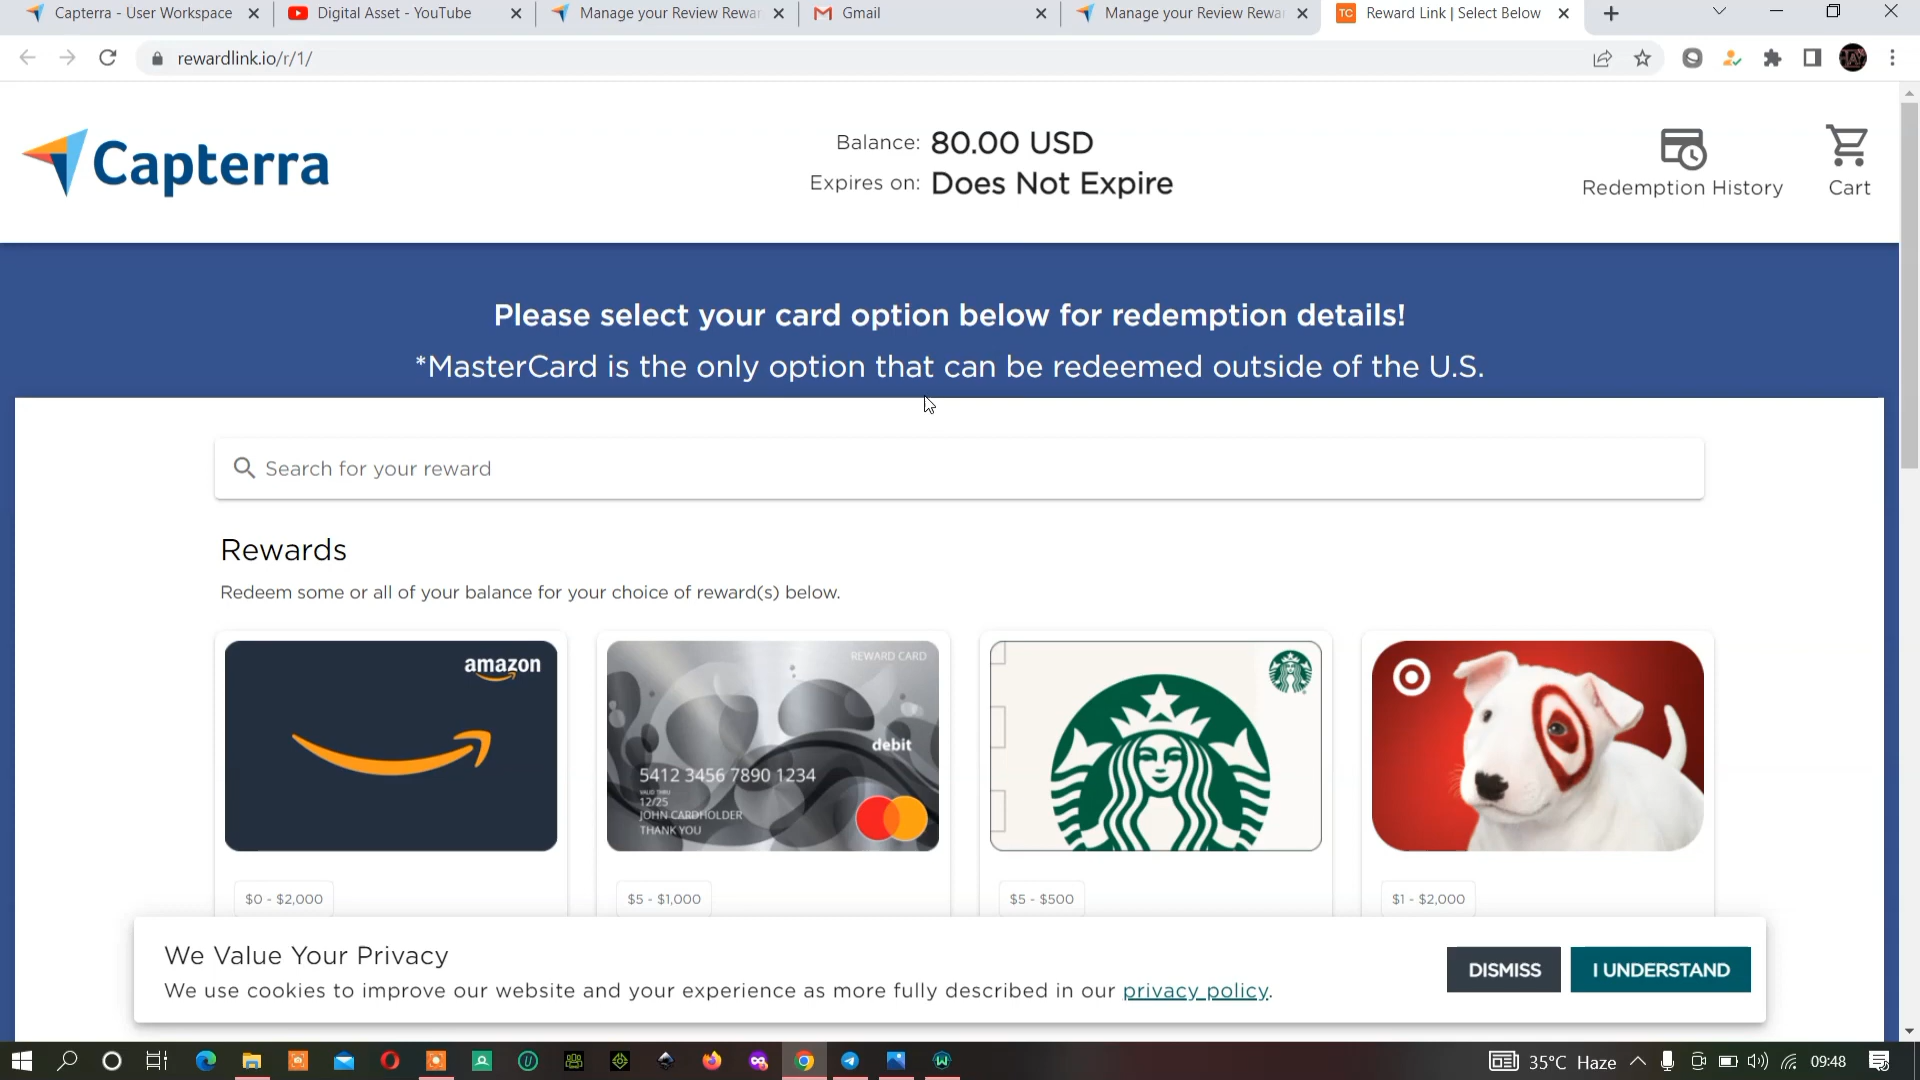 Capterra - User Workspace
Digital Asset - YouTube
Manage your Review Rewar
Gmail
Manage your Review Rewar
TC
Reward Link | Select Below
rewardlink.io/r/1/
Capterra
Balance: 80.00 USD
Expires on: Does Not Expire
Redemption History
Cart
Please select your card option below for redemption details!
*MasterCard is the only option that can be redeemed outside of the U.S.
Search for your reward
Rewards
Redeem some or all of your balance for your choice of reward(s) below.
amazon
REWARD CARD
debit
5412 3456 7890 1234
VALID THRU
12/25
JOHN CARDHOLDER
THANK YOU
$0 - $2,000
$5 - $1,000
$5 - $500
$1 - $2,000
We Value Your Privacy
We use cookies to improve our website and your experience as more fully described in our privacy policy.
DISMISS
I UNDERSTAND
35°C Haze
09:48